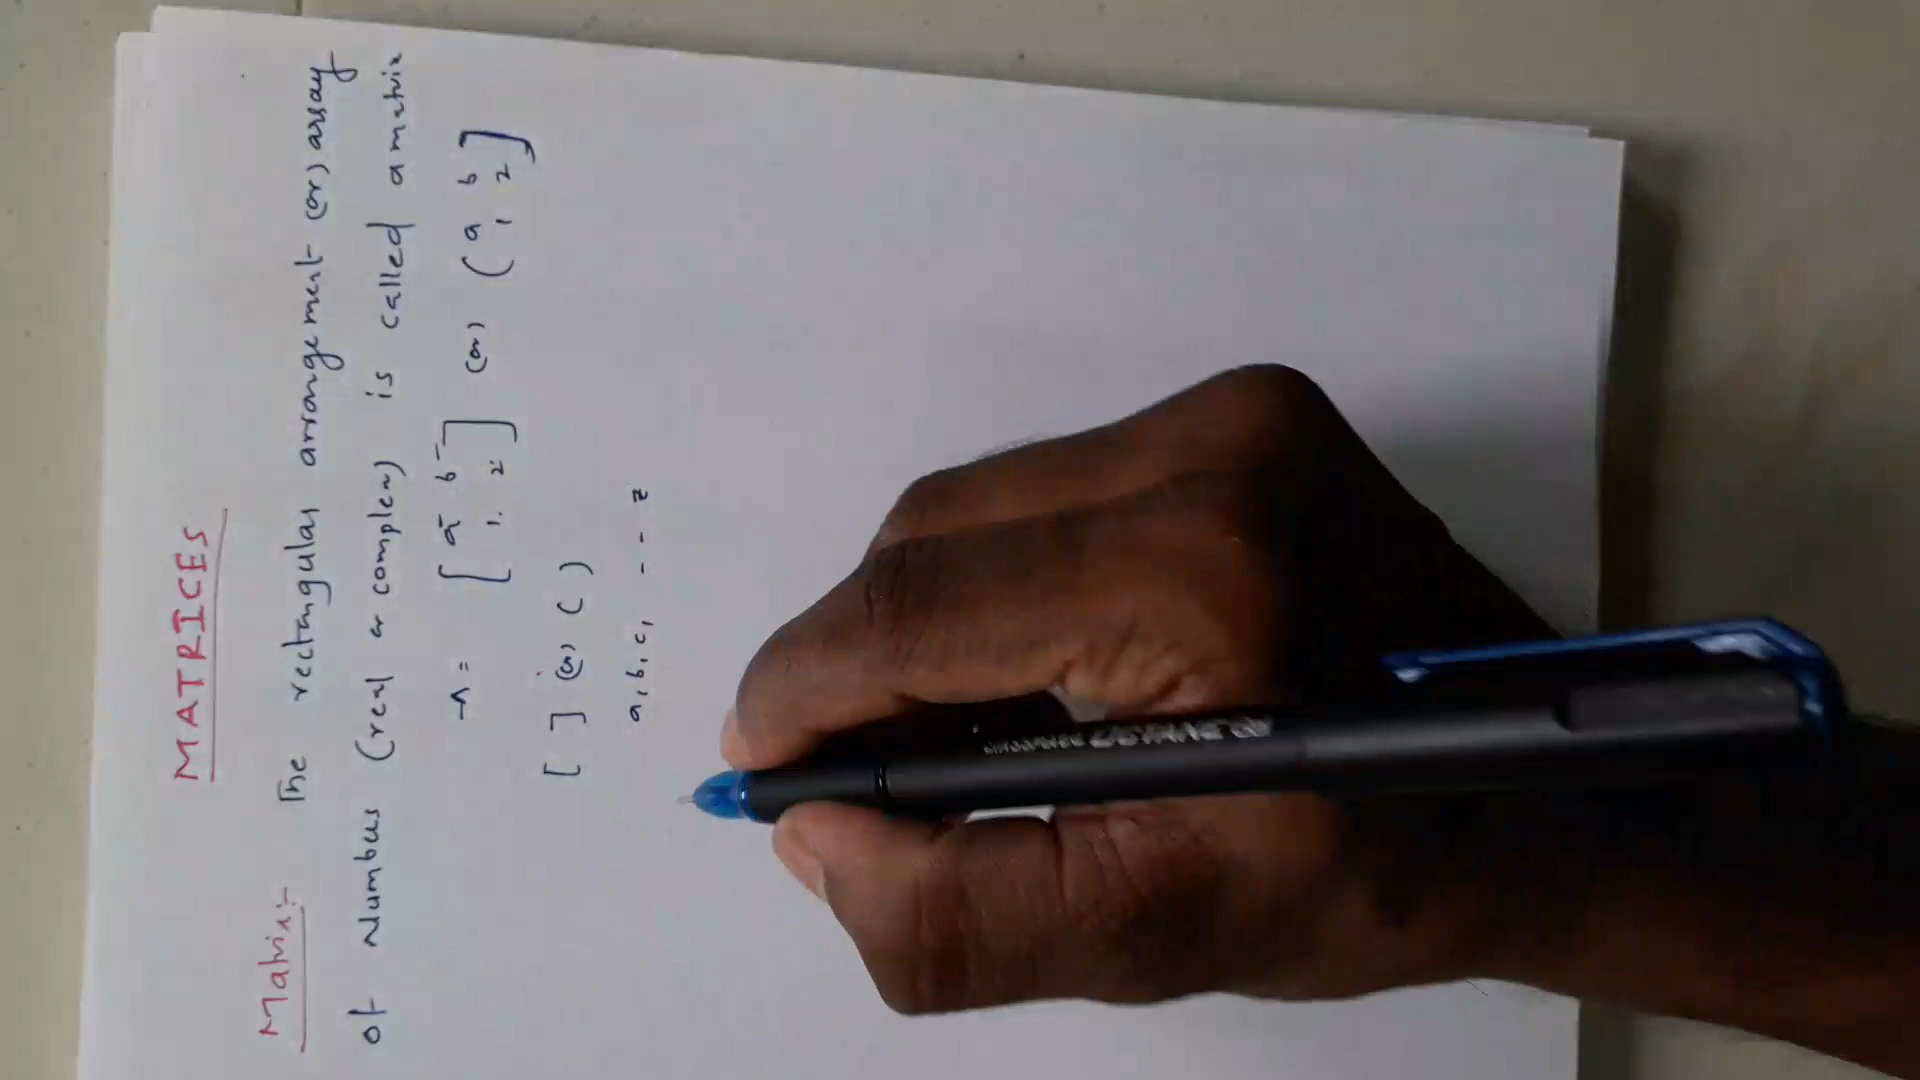 MATRICES
Matrix:- The rectangular arrangement (or) array
of Numbers (real or complex) is called a matrix
A = [ a b ] (or) ( a b ]
1 2 1 2
[ ] (or) ( )
a, b, c, - - - z